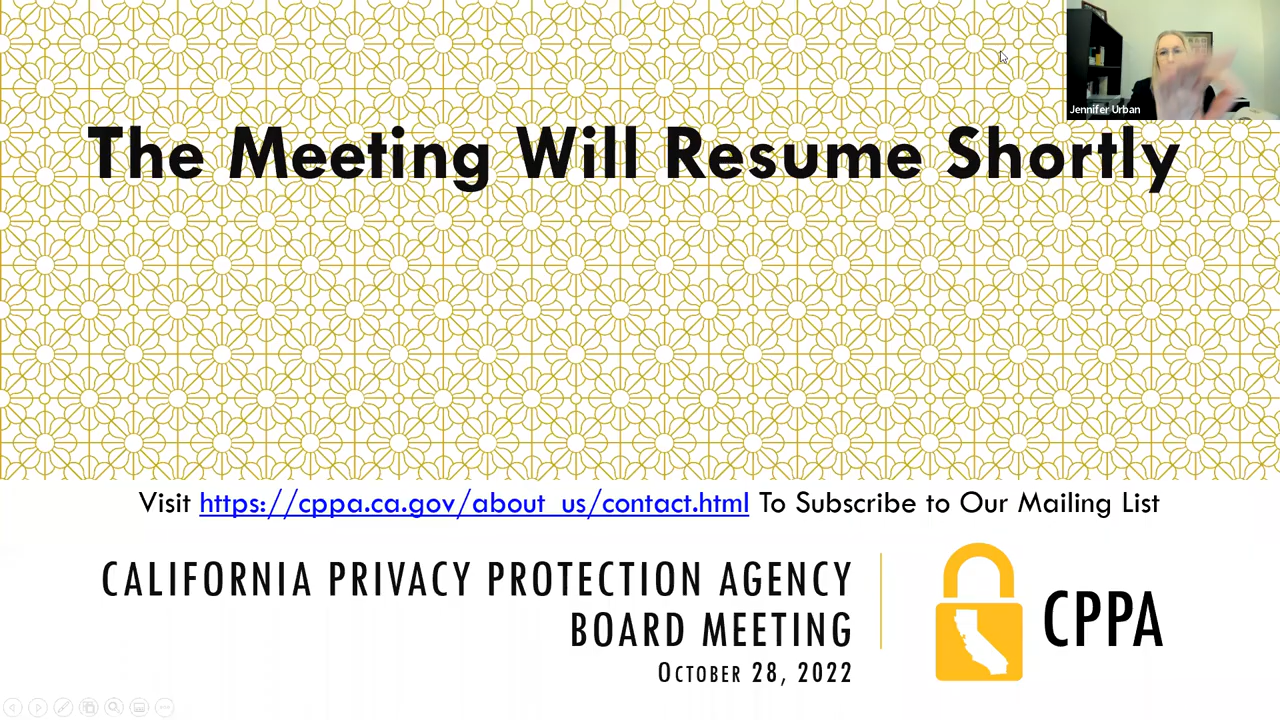 Jennifer Urban
The Meeting Will Resume Shortly
Visit https://cppa.ca.gov/about_us/contact.html To Subscribe to Our Mailing List
CALIFORNIA PRIVACY PROTECTION AGENCY
BOARD MEETING
OCTOBER 28, 2022
CPPA